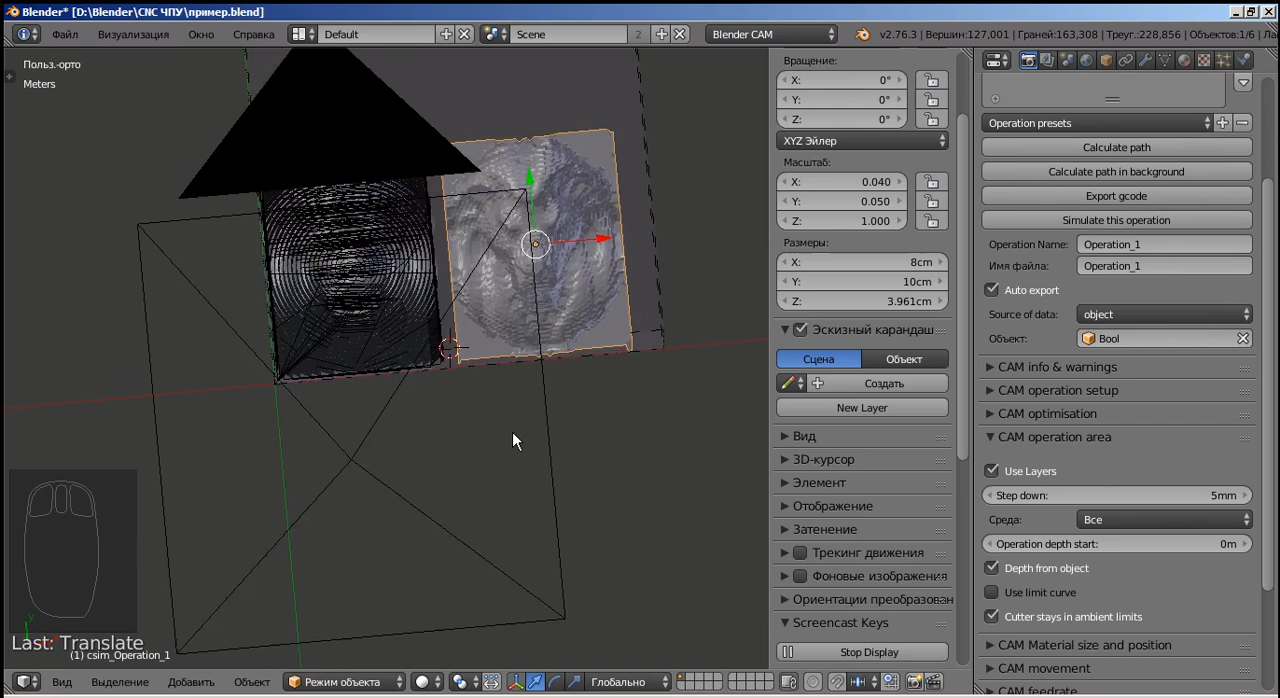 Blender* [D:\Blender\CNC ЧПУ\пример.blend]
Файл Визуализация Окно Справка Default Scene 2 Blender CAM v2.76.3 | Вершин:127,001 | Граней:163,308 | Треуг.:228,856 | Объектов:1/6 | Ла
Польз.-орто
Meters
Last: Translate
(1) csim_Operation_1
y
Вид Выделение Добавить Объект Режим объекта Глобально
Вращение:
X: 0°
Y: 0°
Z: 0°
XYZ Эйлер
Масштаб:
X: 0.040
Y: 0.050
Z: 1.000
Размеры:
X: 8cm
Y: 10cm
Z: 3.961cm
Эскизный карандаш
Сцена Объект
Создать
New Layer
Вид
3D-курсор
Элемент
Отображение
Затенение
Трекинг движения
Фоновые изображения
Ориентации преобразован
Screencast Keys
Stop Display
Operation presets
Calculate path
Calculate path in background
Export gcode
Simulate this operation
Operation Name: Operation_1
Имя файла: Operation_1
Auto export
Source of data: object
Объект: Bool
CAM info & warnings
CAM operation setup
CAM optimisation
CAM operation area
Use Layers
Step down: 5mm
Среда: Все
Operation depth start: 0m
Depth from object
Use limit curve
Cutter stays in ambient limits
CAM Material size and position
CAM movement
CAM feedrate